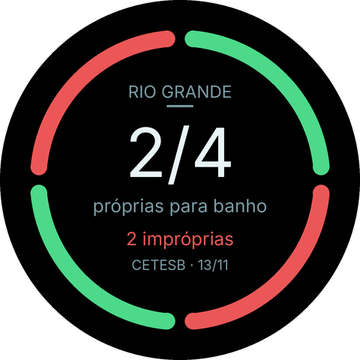 RIO GRANDE
2/4
próprias para banho
2 impróprias
CETESB · 13/11